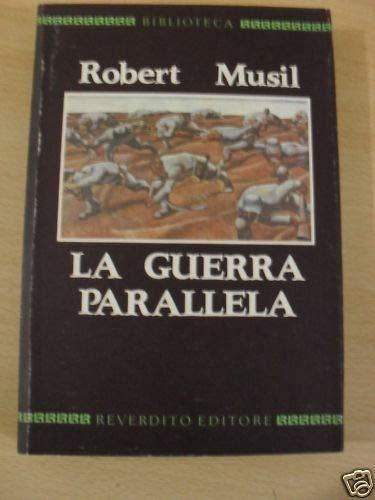 BIBLIOTECA
Robert Musil
LA GUERRA
PARALLELA
REVERDITO EDITORE